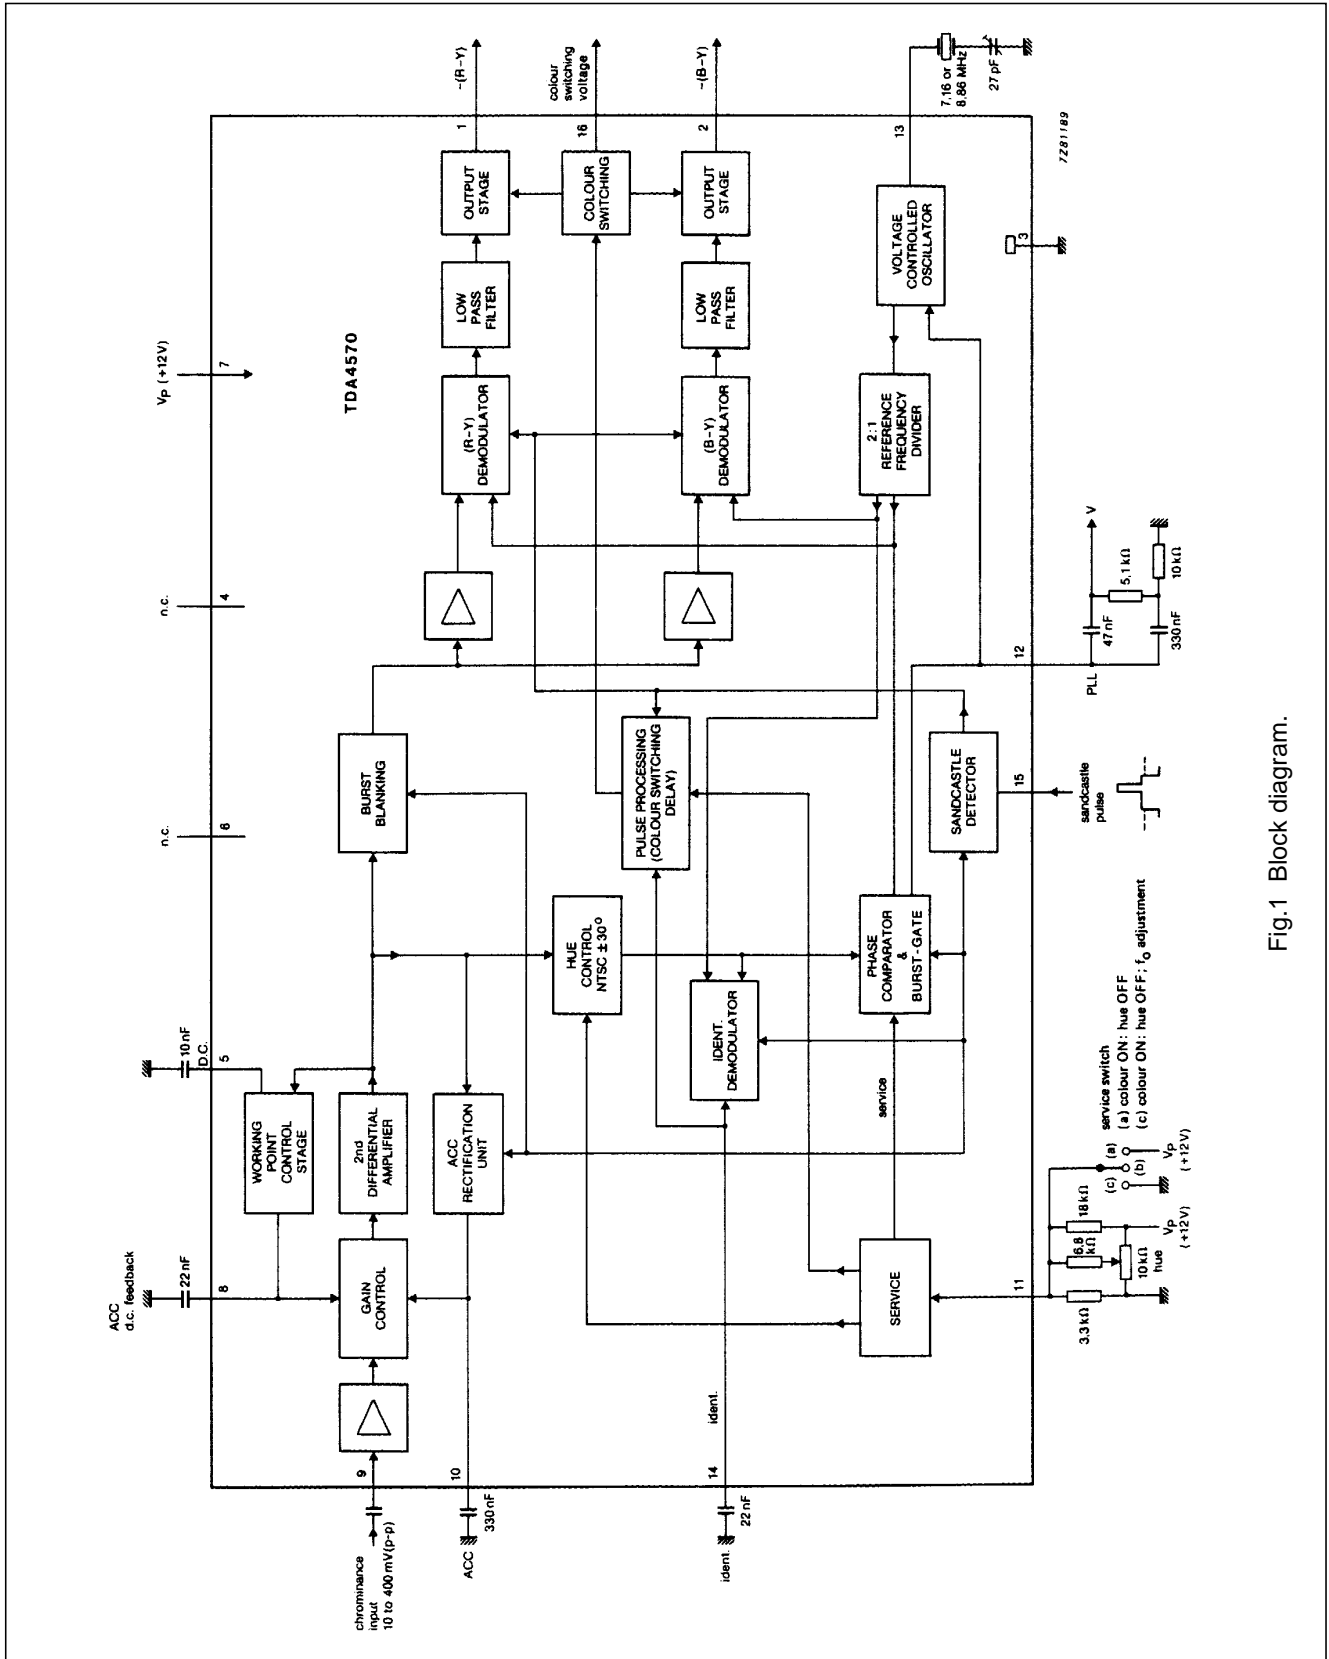 ACC
d.c. feedback
22 nF
8
10 nF
D.C.
5
n.c.
6
n.c.
4
Vp (+12V)
7
TDA4570
chrominance
input
10 to 400 mV(p-p)
9
GAIN
CONTROL
2nd
DIFFERENTIAL
AMPLIFIER
WORKING
POINT
CONTROL
STAGE
BURST
BLANKING
(R-Y)
DEMODULATOR
LOW
PASS
FILTER
OUTPUT
STAGE
1
-(R-Y)
ACC
330 nF
10
ACC
RECTIFICATION
UNIT
HUE
CONTROL
NTSC ± 30°
PULSE PROCESSING
(COLOUR SWITCHING
DELAY)
COLOUR
SWITCHING
16
colour
switching
voltage
ident.
22 nF
14
ident.
IDENT.
DEMODULATOR
(B-Y)
DEMODULATOR
LOW
PASS
FILTER
OUTPUT
STAGE
2
-(B-Y)
SERVICE
service
PHASE
COMPARATOR
&
BURST-GATE
SANDCASTLE
DETECTOR
2:1
REFERENCE
FREQUENCY
DIVIDER
VOLTAGE
CONTROLLED
OSCILLATOR
13
7,16 or
8,86 MHz
27 pF
11
3,3 kΩ
6,8
kΩ
18 kΩ
10 kΩ
hue
Vp
(+12V)
(c)
(b)
(a)
Vp
(+12V)
service switch
(a) colour ON: hue OFF
(c) colour ON: hue OFF; fo adjustment
15
sandcastle
pulse
12
PLL
47 nF
330 nF
5,1 kΩ
10 kΩ
V
3
7Z81189
Fig.1 Block diagram.